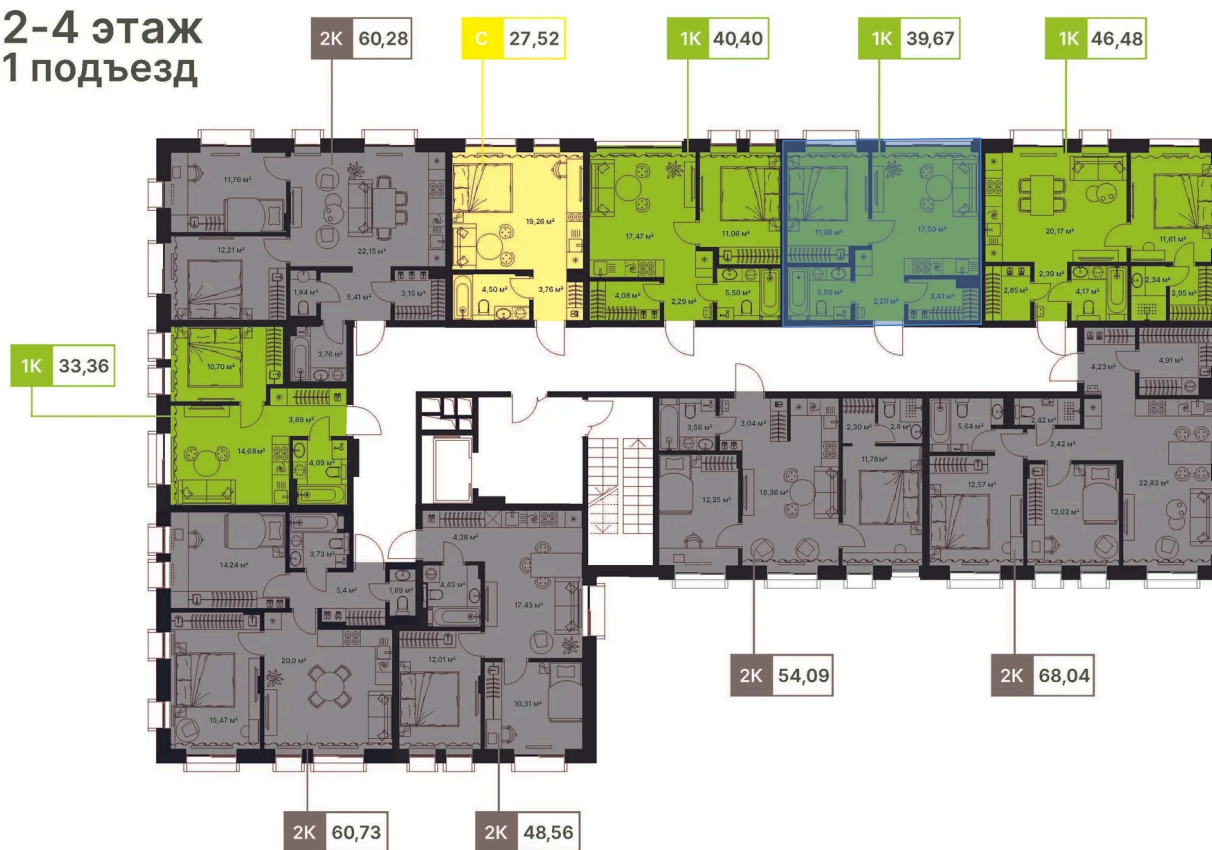 2-4 этаж
1 подъезд
2К 60,28
С 27,52
1К 40,40
1К 39,67
1К 46,48
11,76 м²
12,21 м²
22,15 м²
1,84 м²
5,41 м²
3,15 м²
19,26 м²
4,50 м²
3,76 м²
17,47 м²
11,06 м²
4,08 м²
2,29 м²
5,50 м²
11,06 м²
17,50 м²
5,50 м²
2,20 м²
3,41 м²
20,17 м²
11,61 м²
2,85 м²
2,39 м²
4,17 м²
2,34 м²
2,95 м²
1К 33,36
10,70 м²
3,76 м²
3,89 м²
14,68 м²
4,09 м²
4,23 м²
4,91 м²
3,56 м²
3,04 м²
2,30 м²
2,8 м²
5,64 м²
2,42 м²
3,42 м²
12,25 м²
18,36 м²
11,78 м²
12,57 м²
12,02 м²
22,83 м²
14,24 м²
3,73 м²
5,4 м²
1,89 м²
4,38 м²
4,43 м²
17,43 м²
15,47 м²
20,0 м²
12,01 м²
10,31 м²
2К 54,09
2К 68,04
2К 60,73
2К 48,56